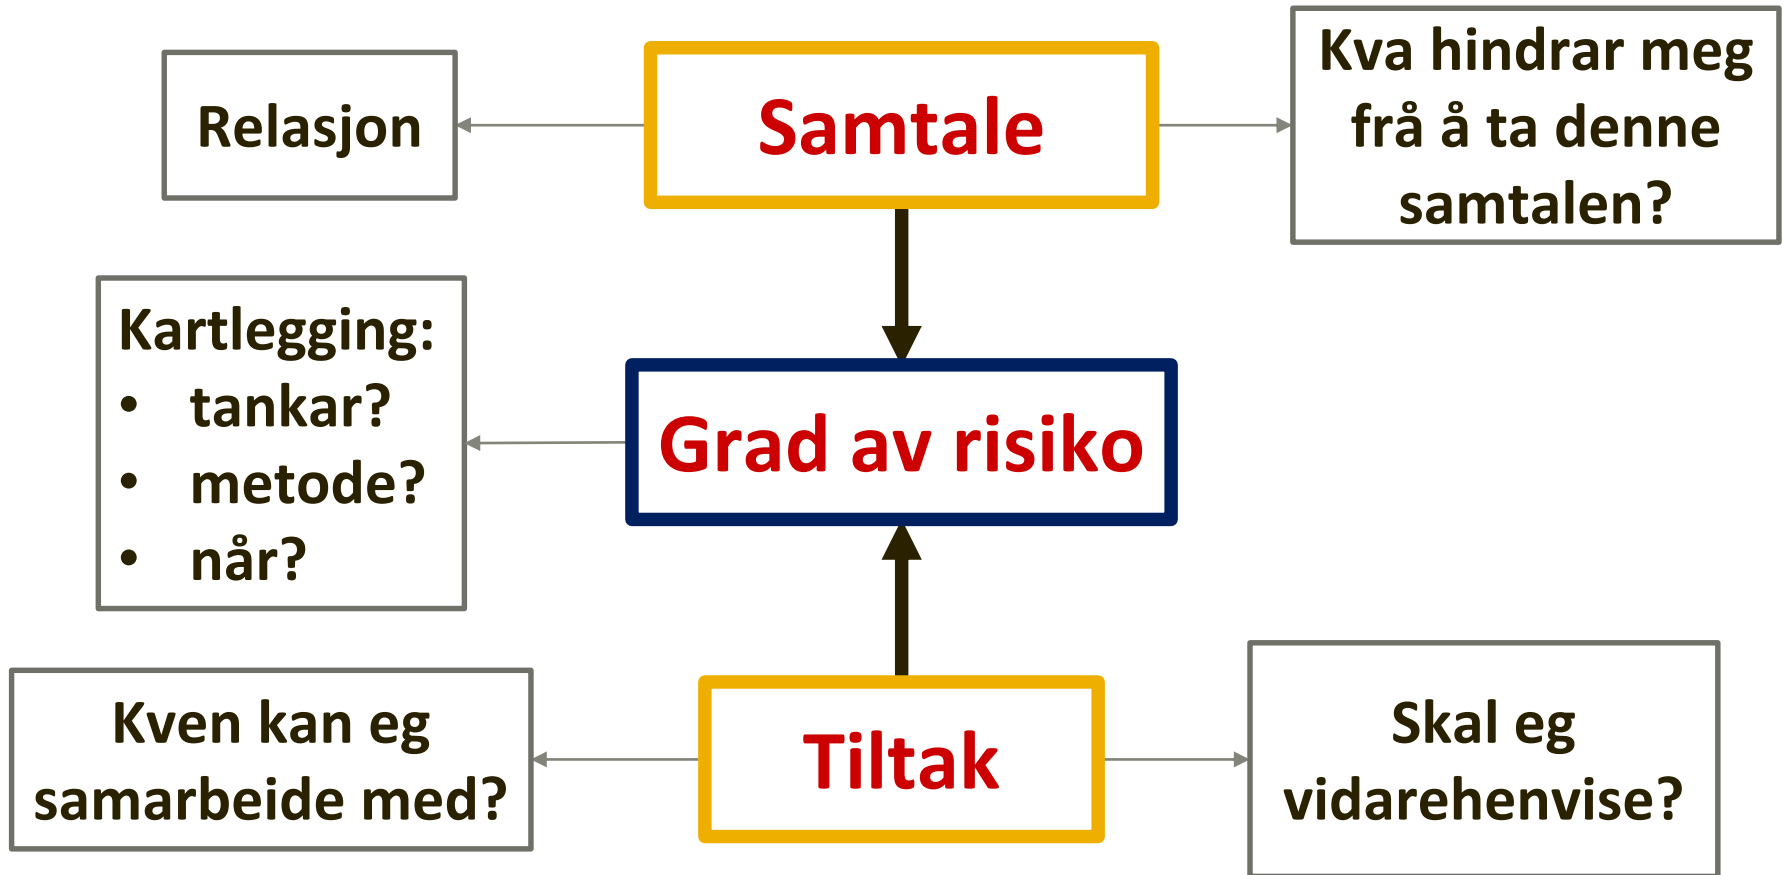 Relasjon
Samtale
Kva hindrar meg
frå å ta denne
samtalen?
Kartlegging:
• tankar?
• metode?
• når?
Grad av risiko
Kven kan eg
samarbeide med?
Tiltak
Skal eg
vidarehenvise?